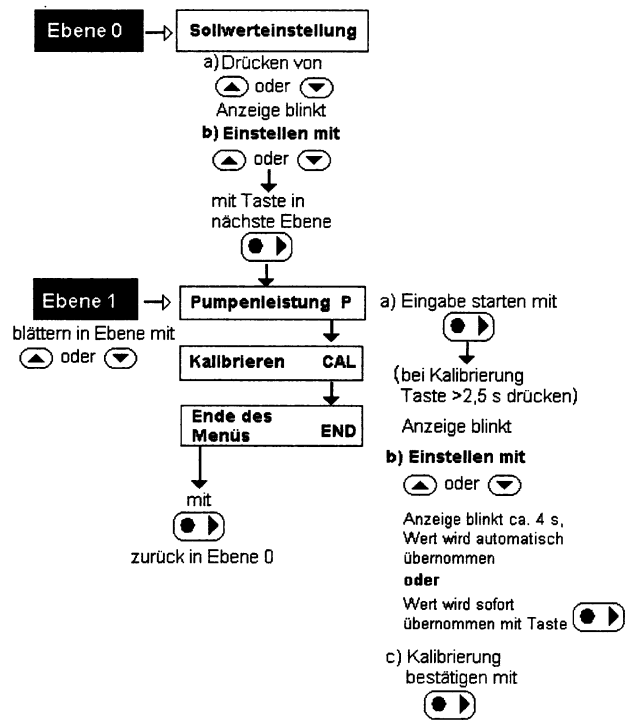 Ebene 0
Sollwerteinstellung
a) Drücken von
oder
Anzeige blinkt
b) Einstellen mit
oder
mit Taste in
nächste Ebene
Ebene 1
blättern in Ebene mit
oder
Pumpenleistung P
Kalibrieren CAL
Ende des
Menüs END
mit
zurück in Ebene 0
a) Eingabe starten mit
(bei Kalibrierung
Taste >2,5 s drücken)
Anzeige blinkt
b) Einstellen mit
oder
Anzeige blinkt ca. 4 s,
Wert wird automatisch
übernommen
oder
Wert wird sofort
übernommen mit Taste
c) Kalibrierung
bestätigen mit